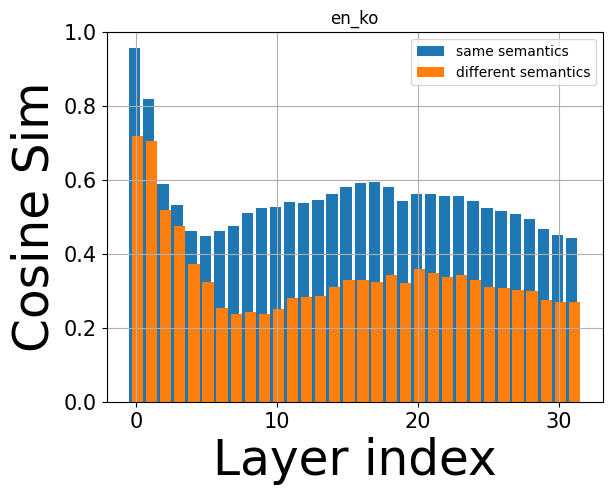 en_ko
same semantics
different semantics
Cosine Sim
1.0
0.8
0.6
0.4
0.2
0.0
0 10 20 30
Layer index